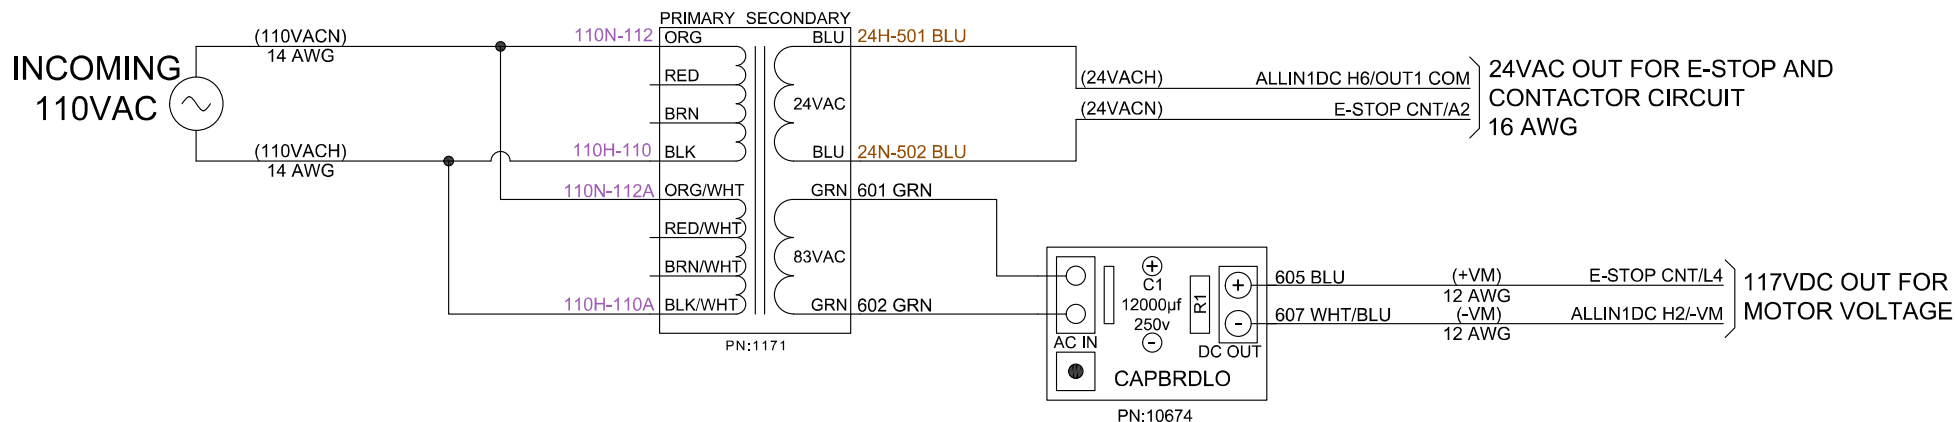 INCOMING
110VAC
(110VACN)
14 AWG
(110VACH)
14 AWG
PRIMARY SECONDARY
110N-112 ORG
RED
BRN
110H-110 BLK
110N-112A ORG/WHT
RED/WHT
BRN/WHT
110H-110A BLK/WHT
BLU 24H-501 BLU
24VAC
BLU 24N-502 BLU
GRN 601 GRN
83VAC
GRN 602 GRN
PN:1171
(24VACH) ALLIN1DC H6/OUT1 COM
(24VACN) E-STOP CNT/A2
24VAC OUT FOR E-STOP AND
CONTACTOR CIRCUIT
16 AWG
C1
12000µf
250v
R1
AC IN
DC OUT
CAPBRDLO
PN:10674
605 BLU (+VM) E-STOP CNT/L4
12 AWG
607 WHT/BLU (-VM) ALLIN1DC H2/-VM
12 AWG
117VDC OUT FOR
MOTOR VOLTAGE